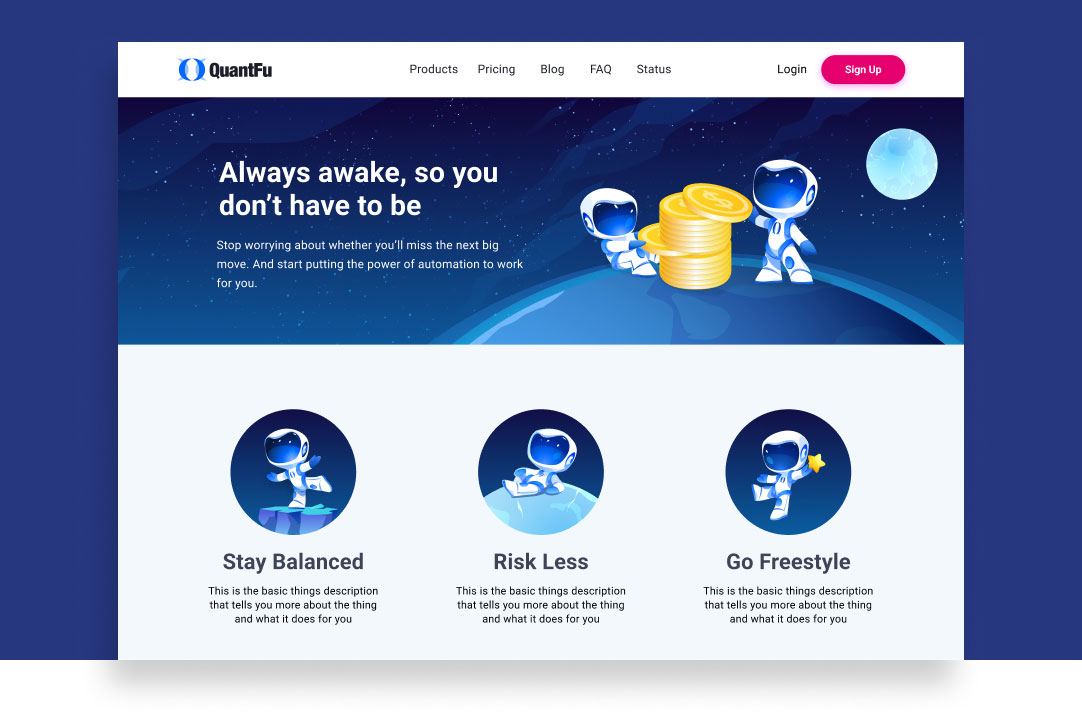 QuantFu
Products Pricing Blog FAQ Status
Login Sign Up
Always awake, so you
don’t have to be
Stop worrying about whether you’ll miss the next big
move. And start putting the power of automation to work
for you.
$
Stay Balanced
This is the basic things description
that tells you more about the thing
and what it does for you
Risk Less
This is the basic things description
that tells you more about the thing
and what it does for you
Go Freestyle
This is the basic things description
that tells you more about the thing
and what it does for you